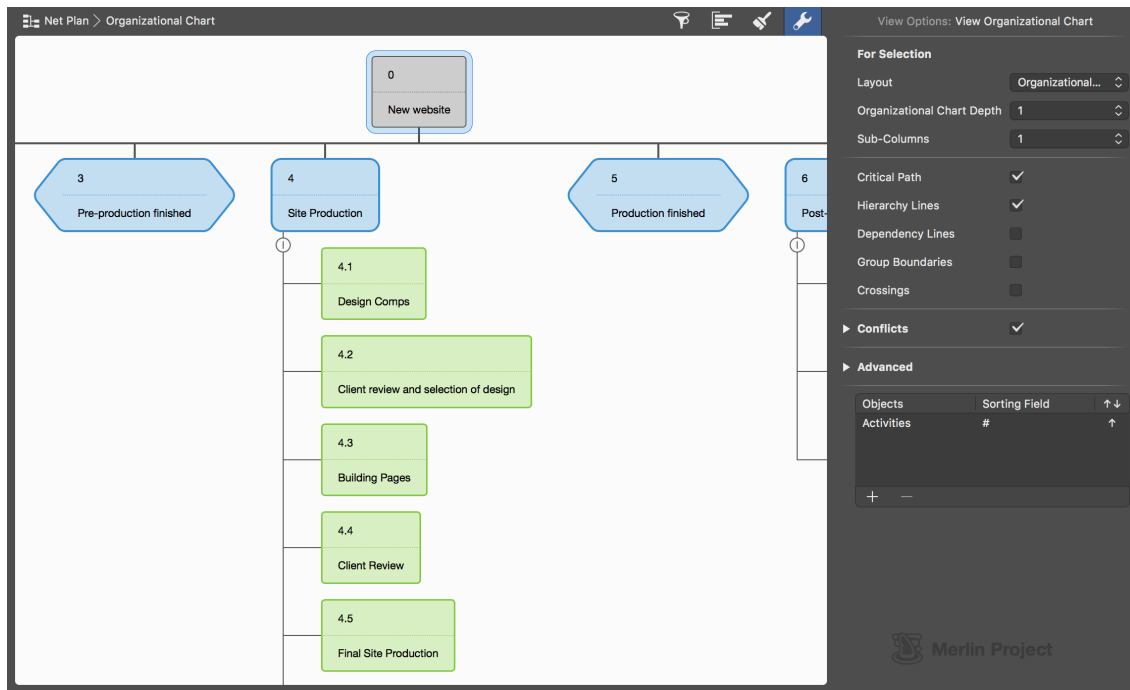 Net Plan > Organizational Chart
0
New website
3
Pre-production finished
4
Site Production
5
Production finished
6
Post-
4.1
Design Comps
4.2
Client review and selection of design
4.3
Building Pages
4.4
Client Review
4.5
Final Site Production
View Options: View Organizational Chart
For Selection
Layout Organizational...
Organizational Chart Depth 1
Sub-Columns 1
Critical Path
Hierarchy Lines
Dependency Lines
Group Boundaries
Crossings
Conflicts
Advanced
Objects Sorting Field ↑↓
Activities # ↑
+ −
Merlin Project